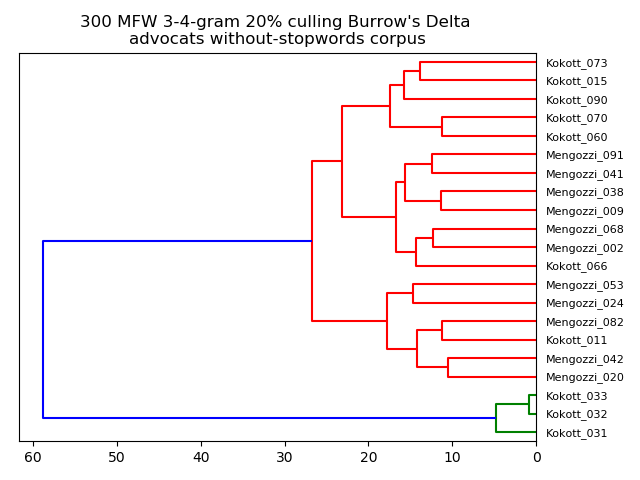 300 MFW 3-4-gram 20% culling Burrow's Delta
advocats without-stopwords corpus
Kokott_073
Kokott_015
Kokott_090
Kokott_070
Kokott_060
Mengozzi_091
Mengozzi_041
Mengozzi_038
Mengozzi_009
Mengozzi_068
Mengozzi_002
Kokott_066
Mengozzi_053
Mengozzi_024
Mengozzi_082
Kokott_011
Mengozzi_042
Mengozzi_020
Kokott_033
Kokott_032
Kokott_031
60 50 40 30 20 10 0